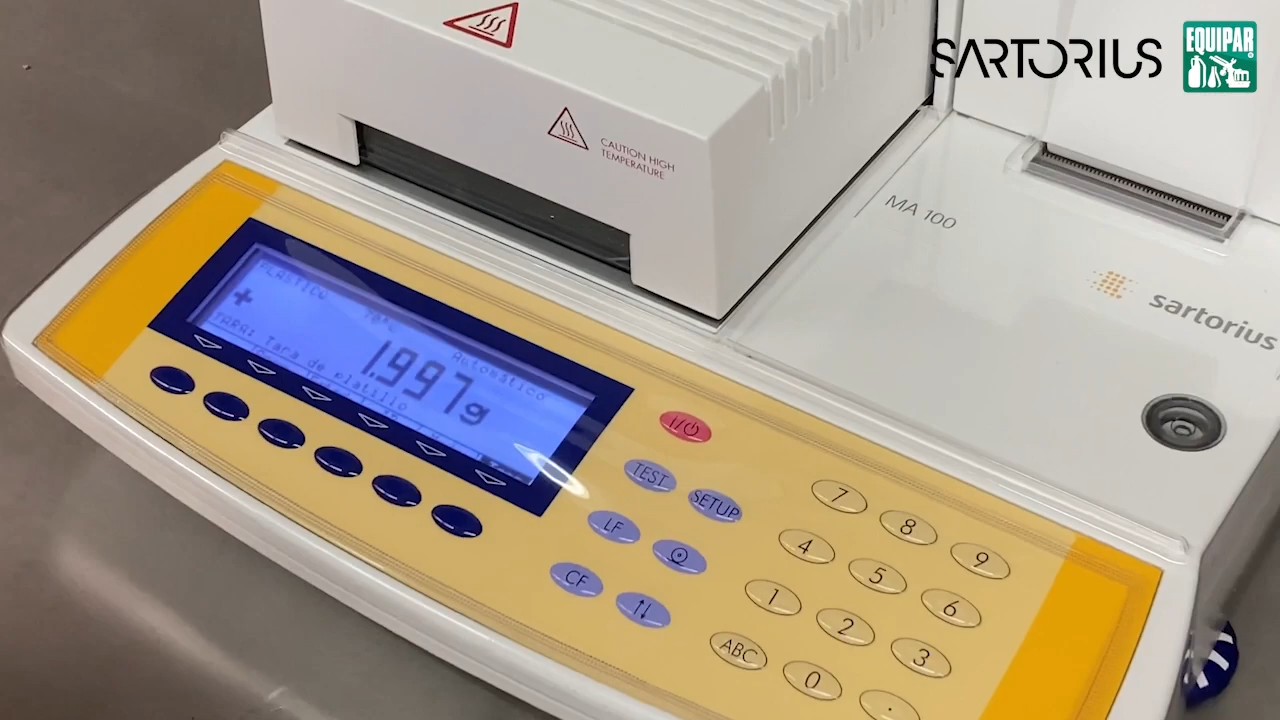 SARTORIUS
EQUIPAR
CAUTION HIGH
TEMPERATURE
MA 100
sartorius
PLASTICO
Automático
+ 1.997g
TARA: Tara de platillo
I/O
TEST
SETUP
LF
CF
7
8
9
4
5
6
1
2
3
ABC
0
.